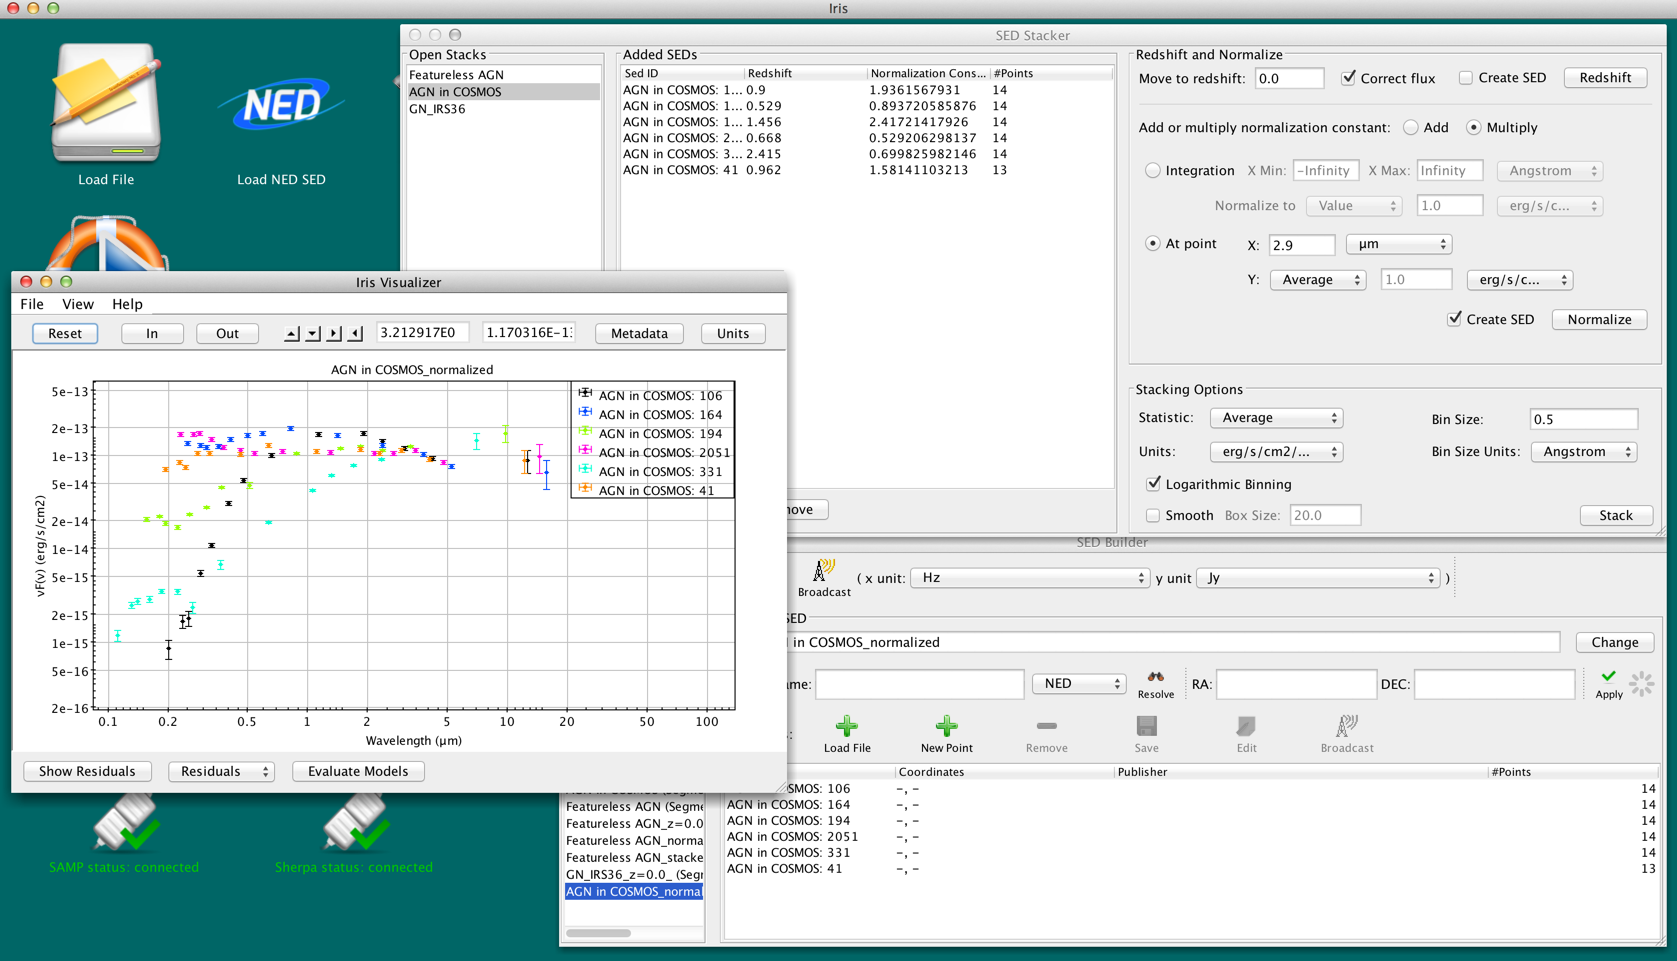 Iris
Load File
NED
Load NED SED
SED Stacker
Open Stacks
Featureless AGN
AGN in COSMOS
GN_IRS36
Added SEDs
Sed ID Redshift Normalization Cons... #Points
AGN in COSMOS: 1... 0.9 1.9361567931 14
AGN in COSMOS: 1... 0.529 0.893720585876 14
AGN in COSMOS: 1... 1.456 2.41721417926 14
AGN in COSMOS: 2... 0.668 0.529206298137 14
AGN in COSMOS: 3... 2.415 0.699825982146 14
AGN in COSMOS: 41 0.962 1.58141103213 13
ove
Redshift and Normalize
Move to redshift: 0.0 Correct flux Create SED Redshift
Add or multiply normalization constant: Add Multiply
Integration X Min: -Infinity X Max: Infinity Angstrom
Normalize to Value 1.0 erg/s/c...
At point X: 2.9 µm
Y: Average 1.0 erg/s/c...
Create SED Normalize
Stacking Options
Statistic: Average Bin Size: 0.5
Units: erg/s/cm2/... Bin Size Units: Angstrom
Logarithmic Binning
Smooth Box Size: 20.0 Stack
Iris Visualizer
File View Help
Reset In Out 3.212917E0 1.170316E-1 Metadata Units
AGN in COSMOS_normalized
AGN in COSMOS: 106
AGN in COSMOS: 164
AGN in COSMOS: 194
AGN in COSMOS: 2051
AGN in COSMOS: 331
AGN in COSMOS: 41
νF(ν) (erg/s/cm2)
5e-13
2e-13
1e-13
5e-14
2e-14
1e-14
5e-15
2e-15
1e-15
5e-16
2e-16
0.1 0.2 0.5 1 2 5 10 20 50 100
Wavelength (µm)
Show Residuals Residuals Evaluate Models
SAMP status: connected
Sherpa status: connected
SED Builder
Broadcast
( x unit: Hz y unit Jy )
SED
in COSMOS_normalized Change
me: NED Resolve RA: DEC: Apply
Load File New Point Remove Save Edit Broadcast
Coordinates Publisher #Points
SMOS: 106 -, - 14
AGN in COSMOS: 164 -, - 14
AGN in COSMOS: 194 -, - 14
AGN in COSMOS: 2051 -, - 14
AGN in COSMOS: 331 -, - 14
AGN in COSMOS: 41 -, - 13
Featureless AGN (Segme
Featureless AGN_z=0.0
Featureless AGN_norma
Featureless AGN_stacke
GN_IRS36_z=0.0_ (Segr
AGN in COSMOS_normal